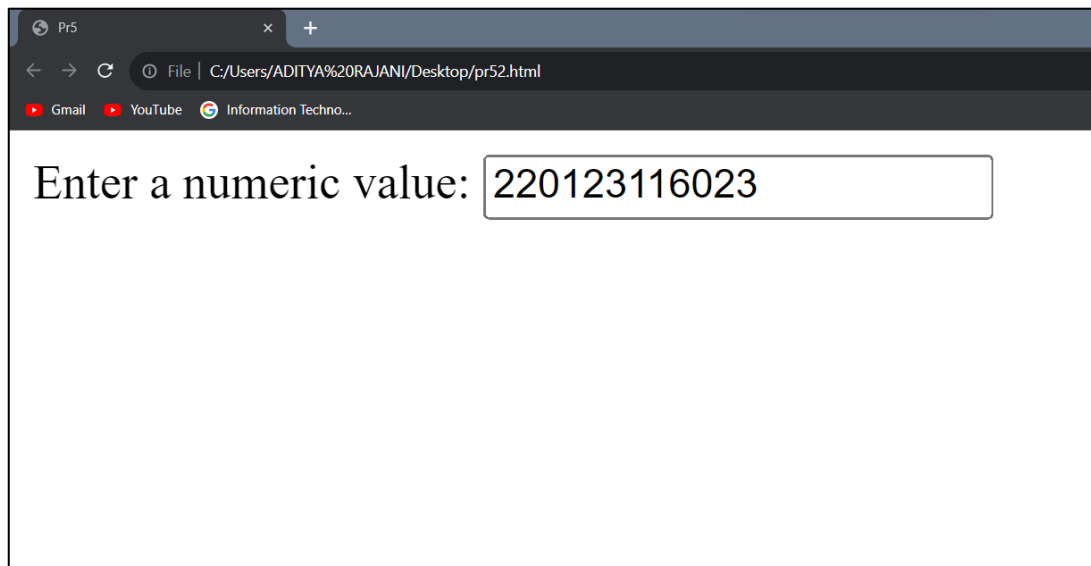 Pr5
File C:/Users/ADITYA%20RAJANI/Desktop/pr52.html
Gmail YouTube Information Techno...
Enter a numeric value: 220123116023